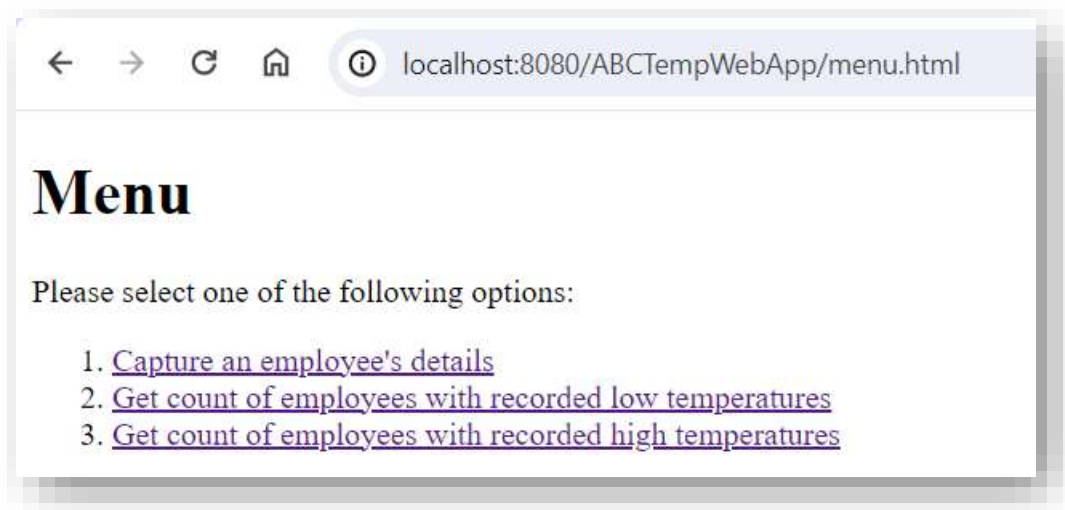 localhost:8080/ABCTempWebApp/menu.html
Menu
Please select one of the following options:
1. Capture an employee's details
2. Get count of employees with recorded low temperatures
3. Get count of employees with recorded high temperatures